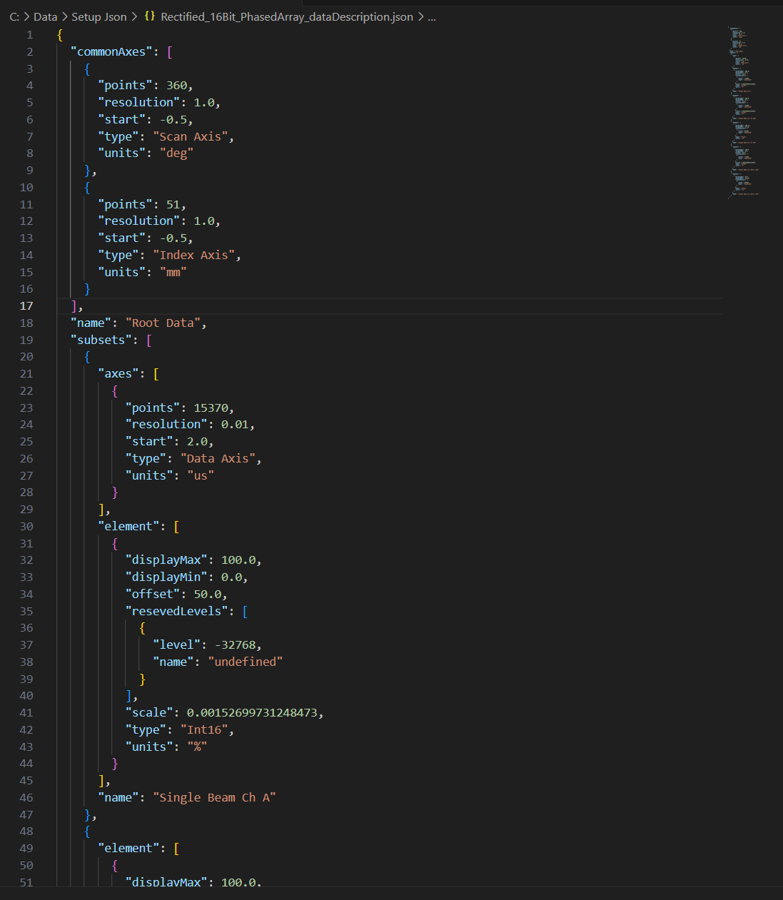 C: > Data > Setup Json > {} Rectified_16Bit_PhasedArray_dataDescription.json > ...
1 {
2 "commonAxes": [
3 {
4 "points": 360,
5 "resolution": 1.0,
6 "start": -0.5,
7 "type": "Scan Axis",
8 "units": "deg"
9 },
10 {
11 "points": 51,
12 "resolution": 1.0,
13 "start": -0.5,
14 "type": "Index Axis",
15 "units": "mm"
16 }
17 ],
18 "name": "Root Data",
19 "subsets": [
20 {
21 "axes": [
22 {
23 "points": 15370,
24 "resolution": 0.01,
25 "start": 2.0,
26 "type": "Data Axis",
27 "units": "us"
28 }
29 ],
30 "element": [
31 {
32 "displayMax": 100.0,
33 "displayMin": 0.0,
34 "offset": 50.0,
35 "resevedLevels": [
36 {
37 "level": -32768,
38 "name": "undefined"
39 }
40 ],
41 "scale": 0.00152699731248473,
42 "type": "Int16",
43 "units": "%"
44 }
45 ],
46 "name": "Single Beam Ch A"
47 },
48 {
49 "element": [
50 {
51 "displayMax": 100.0,